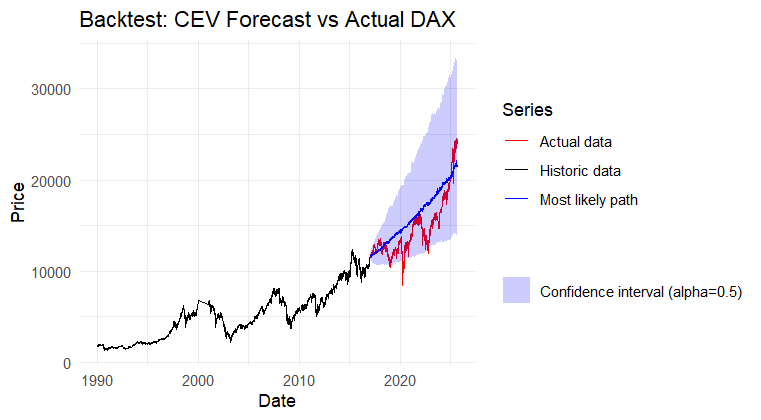 Backtest: CEV Forecast vs Actual DAX
Price
30000
20000
10000
0
1990
2000
2010
2020
Date
Series
Actual data
Historic data
Most likely path
Confidence interval (alpha=0.5)